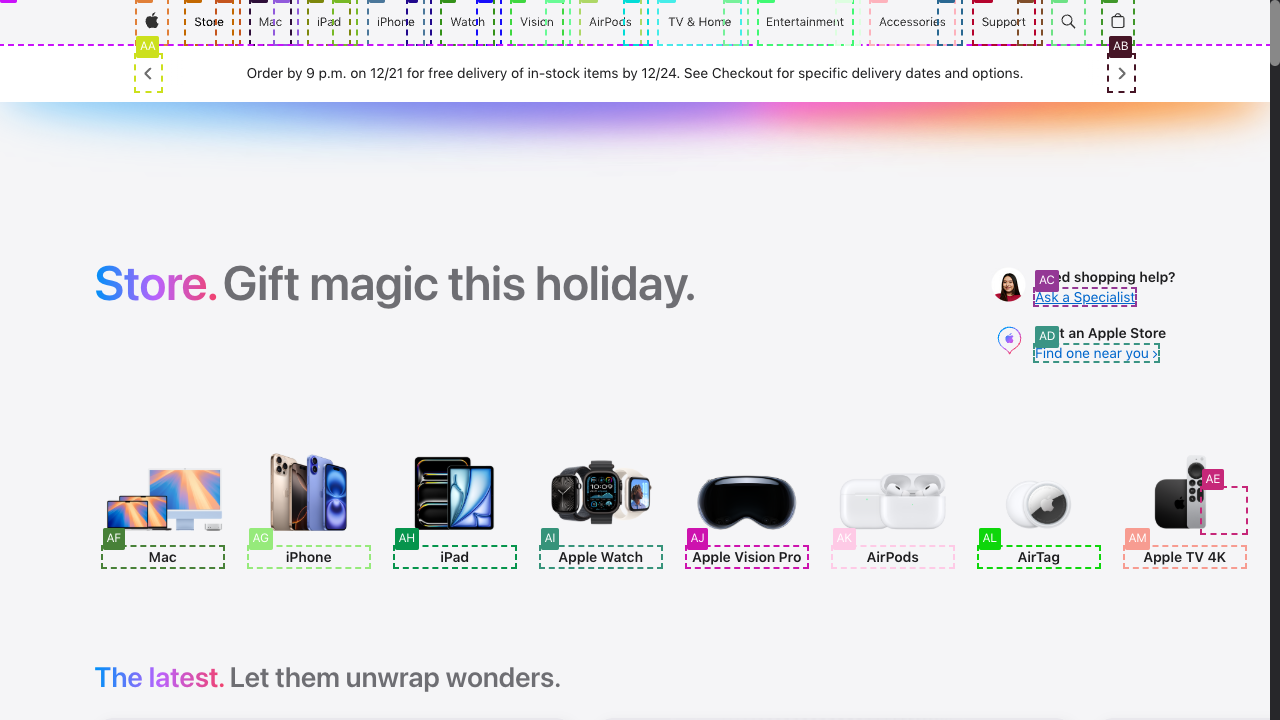 Store Mac iPad iPhone Watch Vision AirPods TV & Home Entertainment Accessories Support
AA AB
Order by 9 p.m. on 12/21 for free delivery of in-stock items by 12/24. See Checkout for specific delivery dates and options.
Store. Gift magic this holiday.
AC shopping help?
Ask a Specialist
AD an Apple Store
Find one near you ›
10:09
AE
AF AG AH AI AJ AK AL AM
Mac iPhone iPad Apple Watch Apple Vision Pro AirPods AirTag Apple TV 4K
The latest. Let them unwrap wonders.